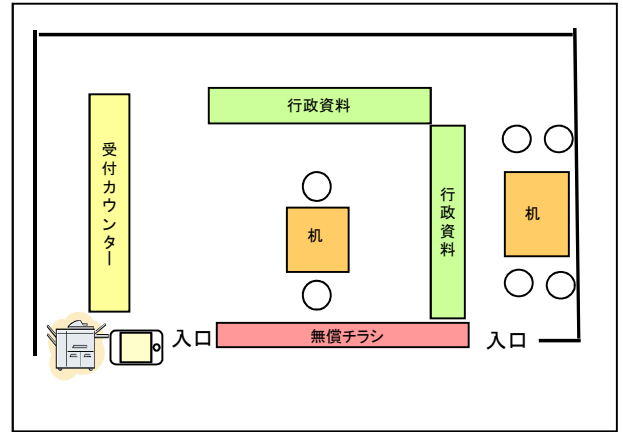 行政資料
受付カウンター
行政資料
机
机
入口
無償チラシ
入口